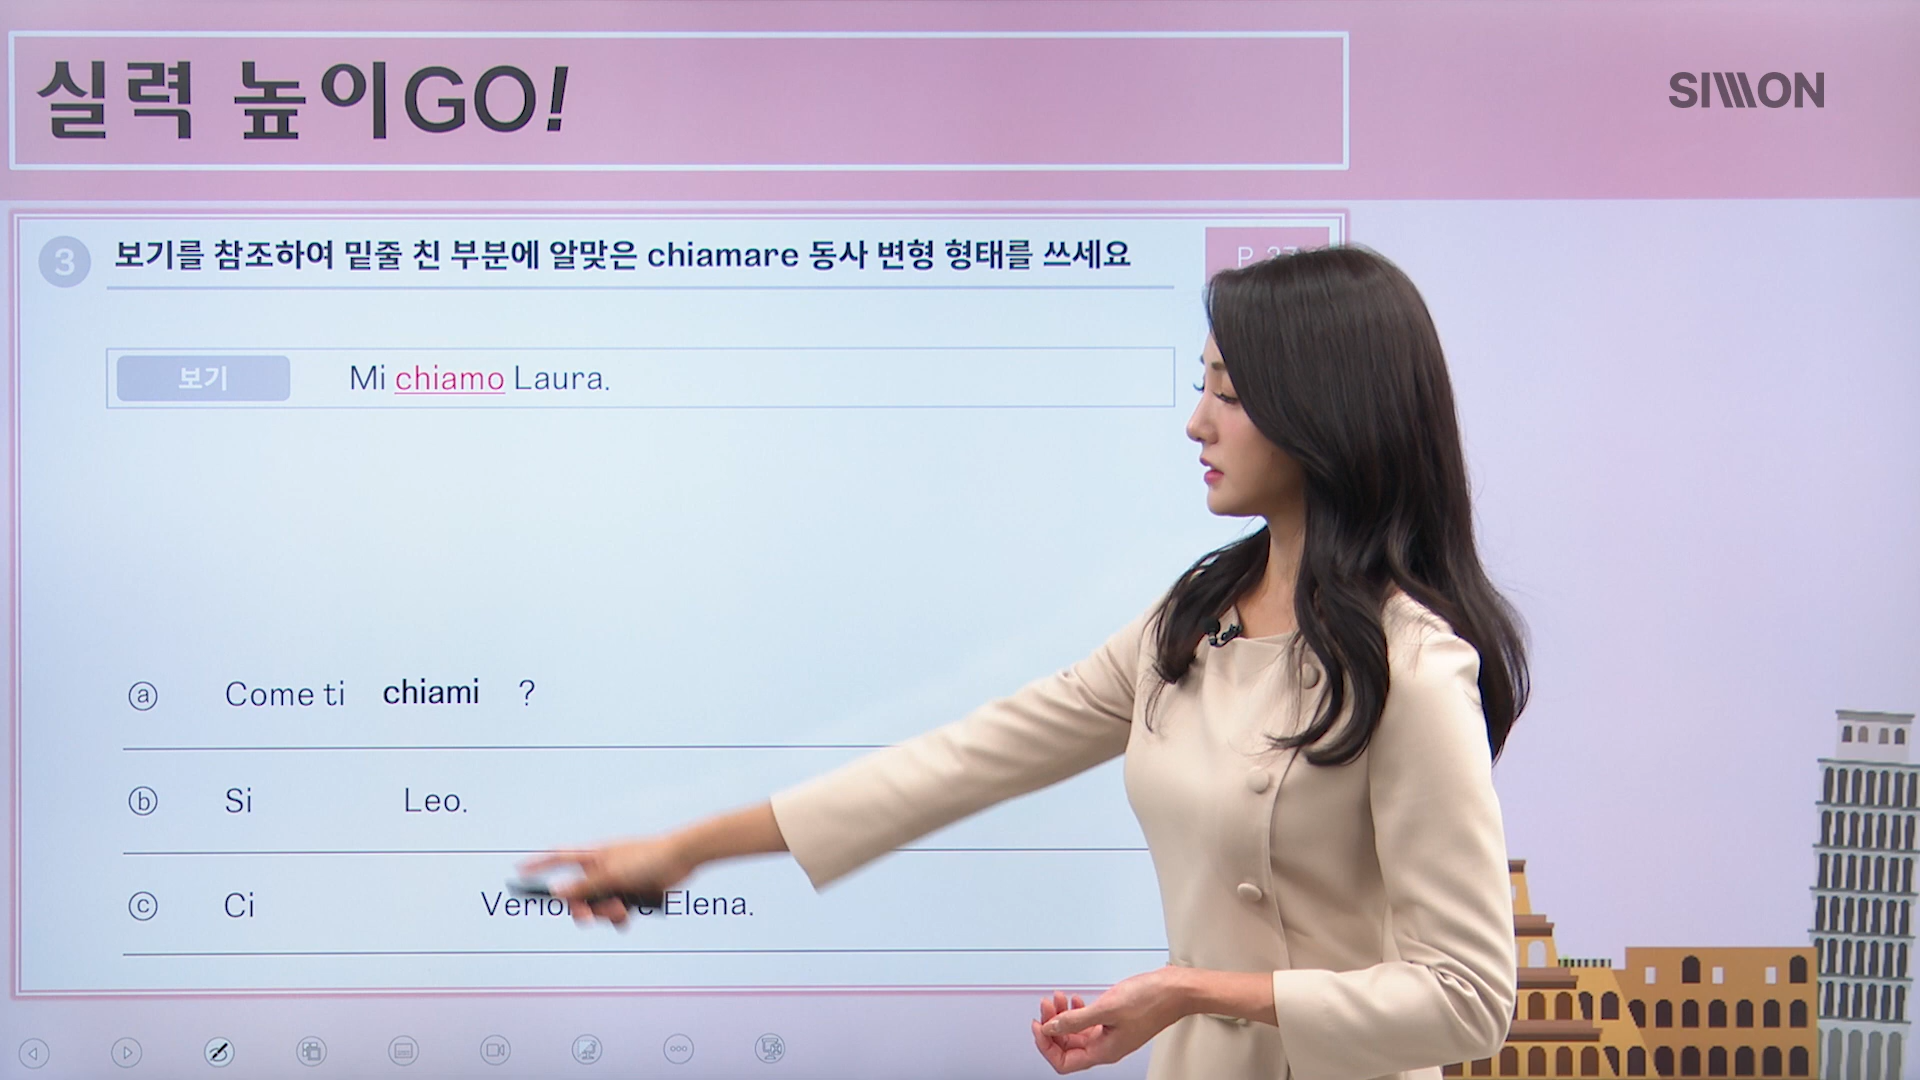 실력 높이GO!
SIWON
3 보기를 참조하여 밑줄 친 부분에 알맞은 chiamare 동사 변형 형태를 쓰세요
보기 Mi chiamo Laura.
ⓐ Come ti chiami ?
ⓑ Si Leo.
ⓒ Ci Elena.